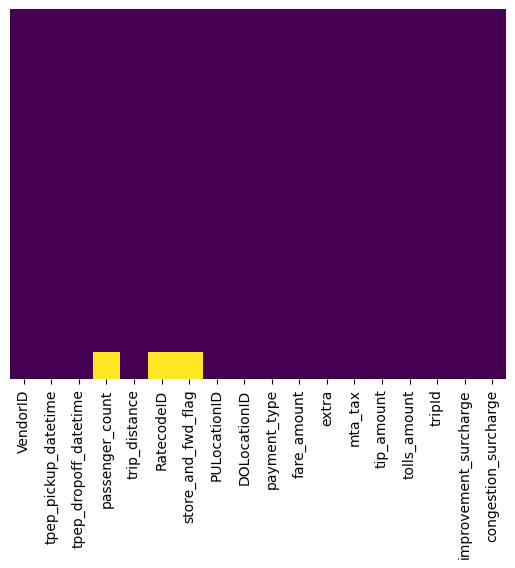 VendorID
tpep_pickup_datetime
tpep_dropoff_datetime
passenger_count
trip_distance
RatecodeID
store_and_fwd_flag
PULocationID
DOLocationID
payment_type
fare_amount
extra
mta_tax
tip_amount
tolls_amount
tripId
improvement_surcharge
congestion_surcharge